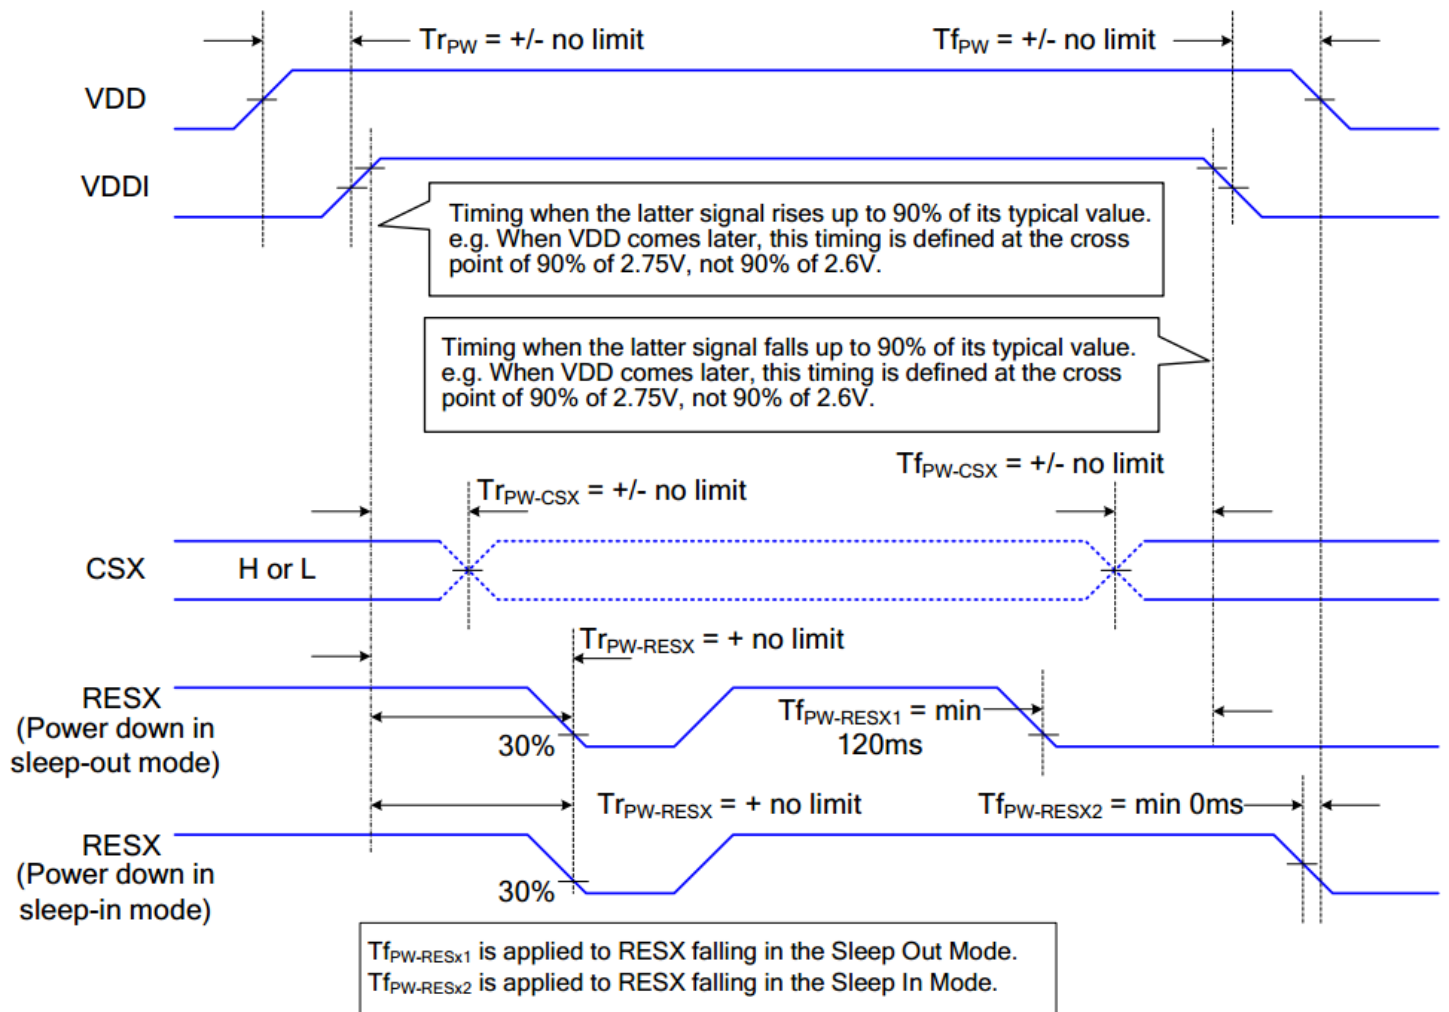 TrPW = +/- no limit
TfPW = +/- no limit
VDD
VDDI
Timing when the latter signal rises up to 90% of its typical value.
e.g. When VDD comes later, this timing is defined at the cross
point of 90% of 2.75V, not 90% of 2.6V.
Timing when the latter signal falls up to 90% of its typical value.
e.g. When VDD comes later, this timing is defined at the cross
point of 90% of 2.75V, not 90% of 2.6V.
TfPW-CSX = +/- no limit
TrPW-CSX = +/- no limit
CSX
H or L
TrPW-RESX = + no limit
RESX
(Power down in
sleep-out mode)
30%
TfPW-RESX1 = min
120ms
TrPW-RESX = + no limit
TfPW-RESX2 = min 0ms
RESX
(Power down in
sleep-in mode)
30%
TfPW-RESx1 is applied to RESX falling in the Sleep Out Mode.
TfPW-RESx2 is applied to RESX falling in the Sleep In Mode.